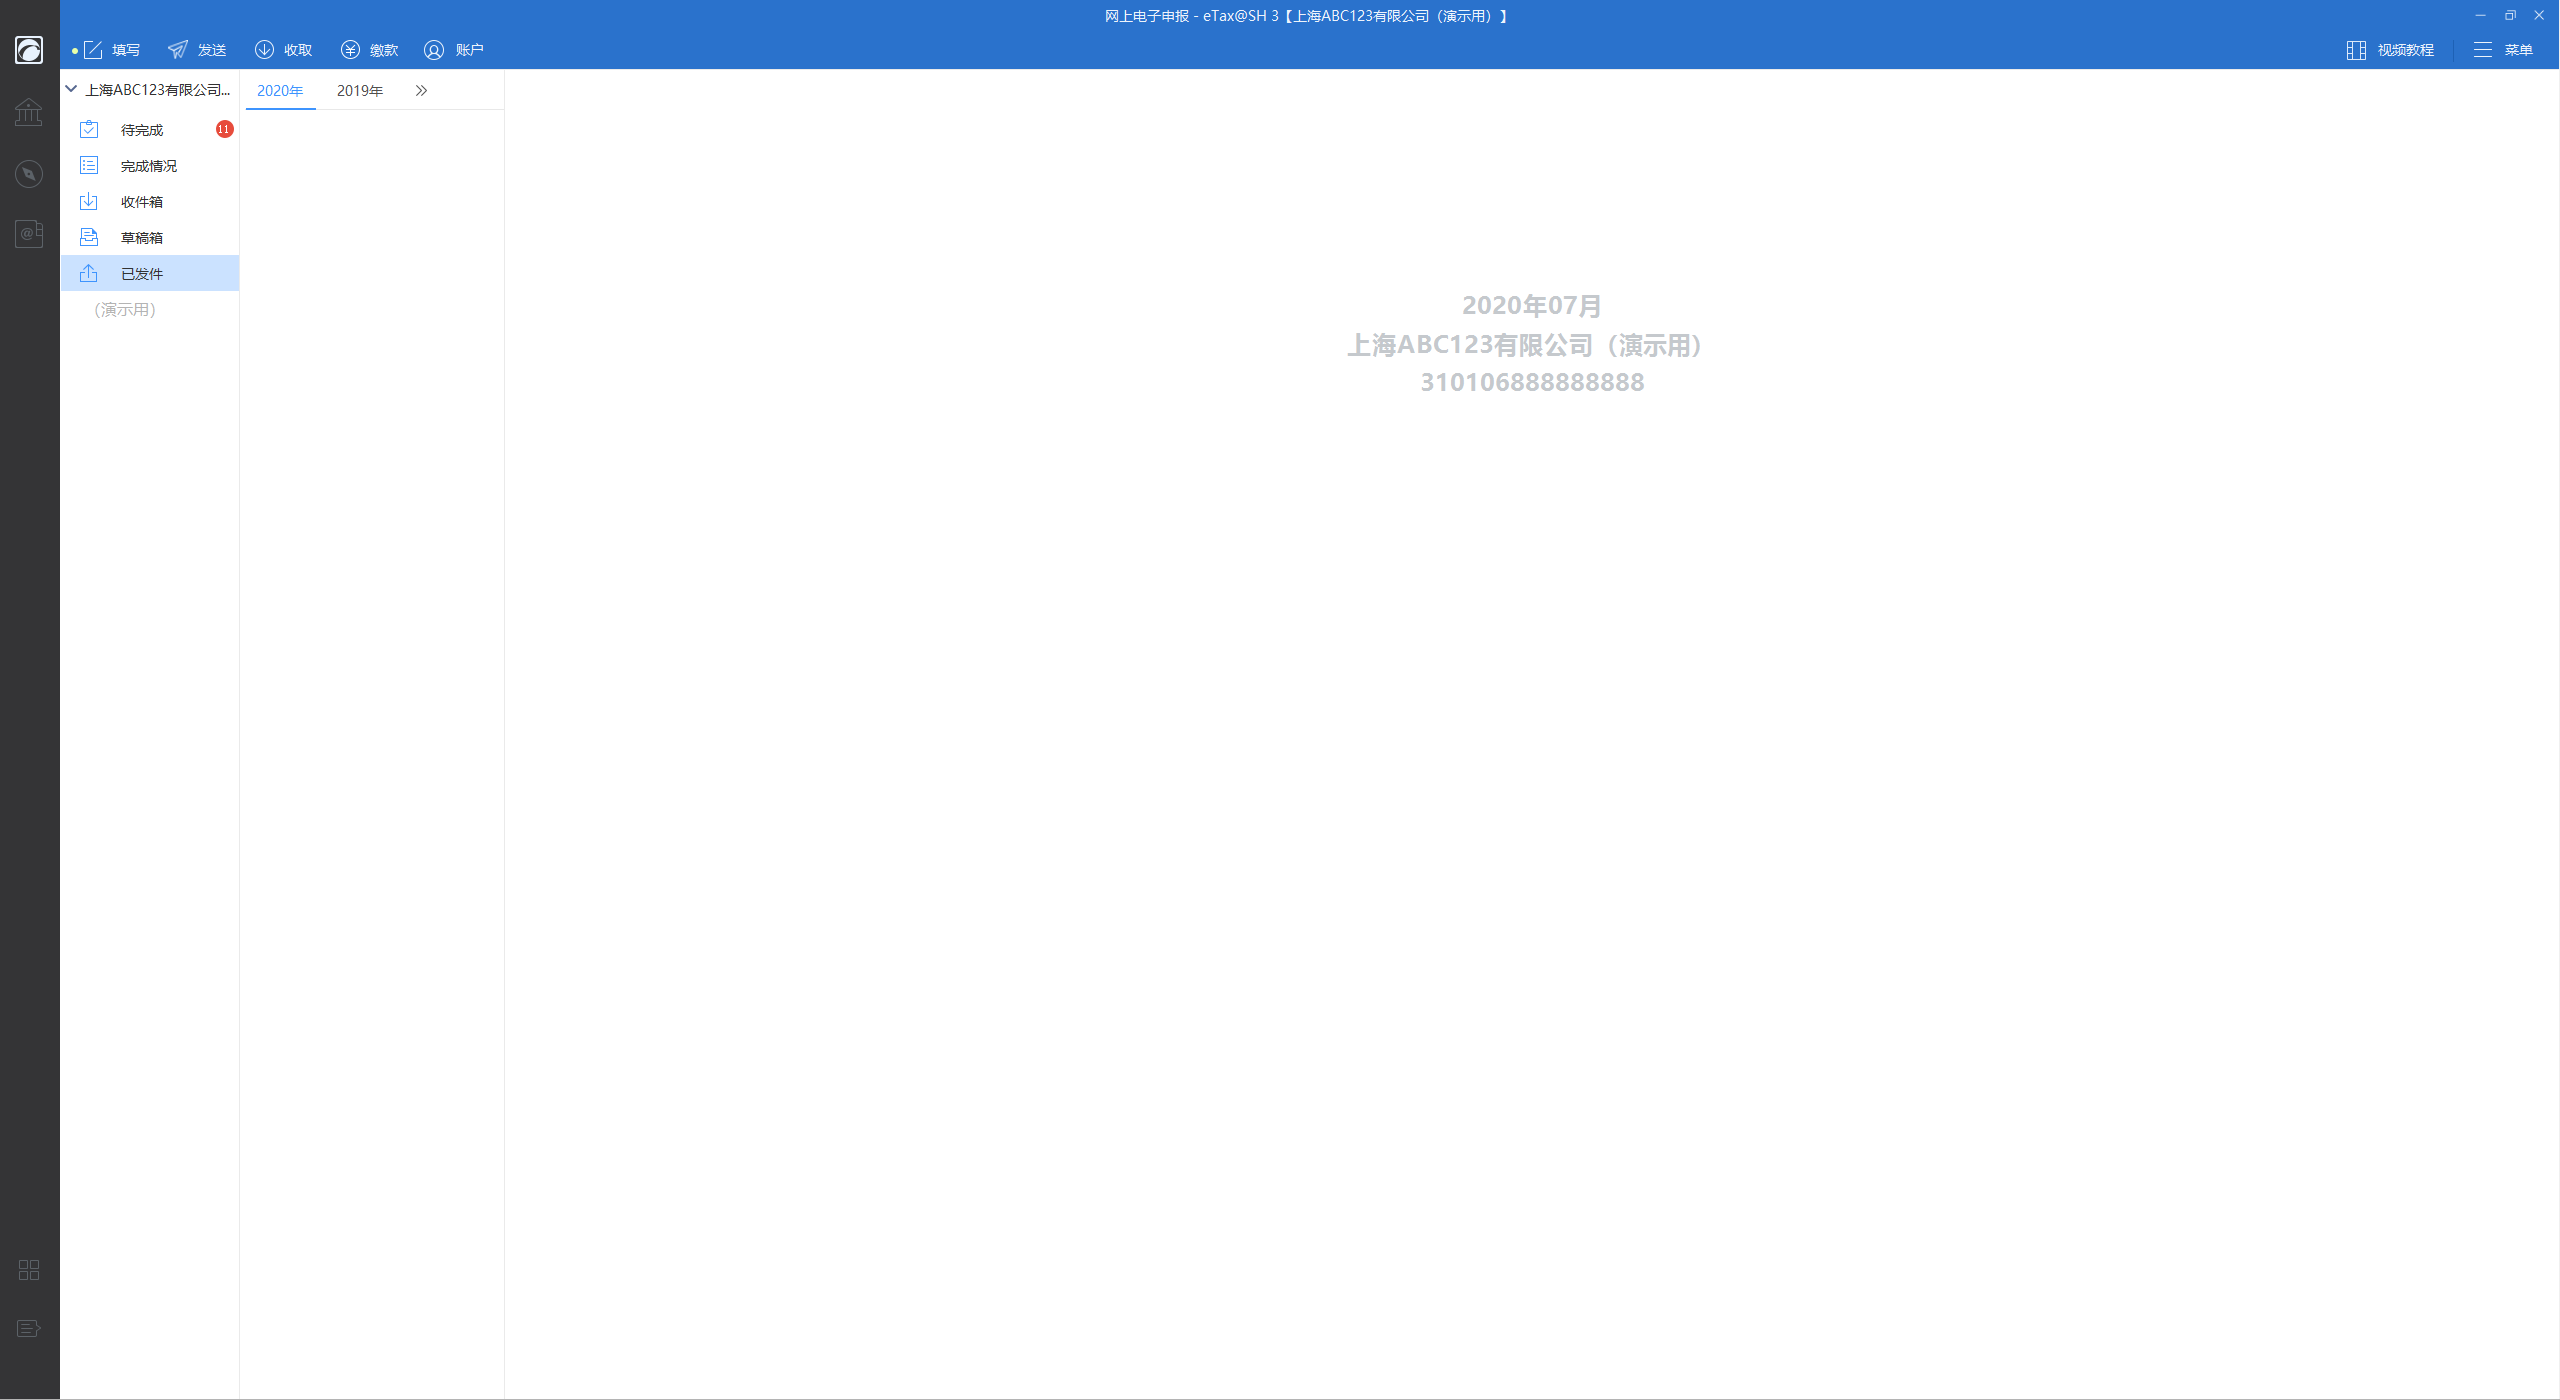 网上电子申报 - eTax@SH 3【上海ABC123有限公司（演示用）】
填写 发送 收取 缴款 账户 视频教程 菜单
上海ABC123有限公司...
待完成 11
完成情况
收件箱
草稿箱
已发件
（演示用）
2020年 2019年
2020年07月
上海ABC123有限公司（演示用）
310106888888888